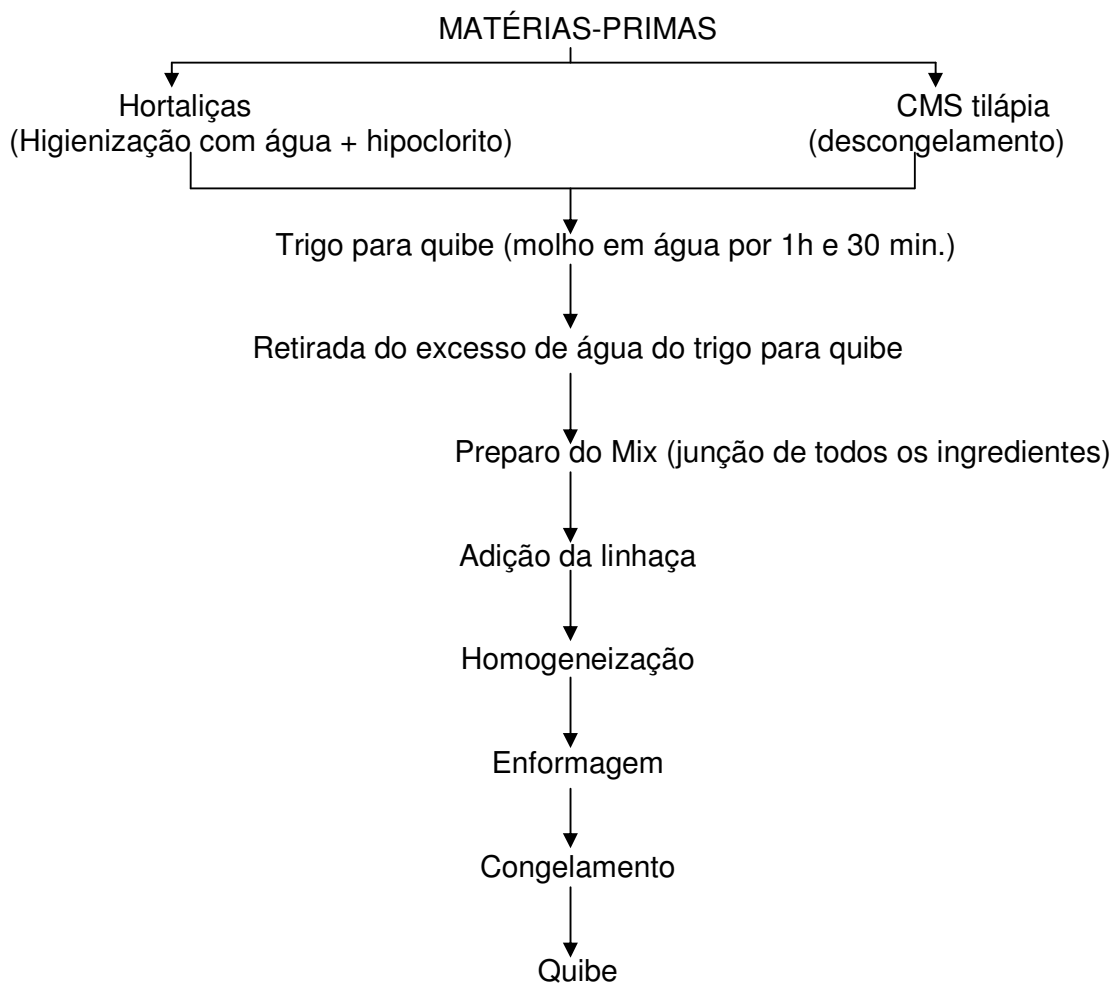 MATÉRIAS-PRIMAS
Hortaliças
(Higienização com água + hipoclorito)
CMS tilápia
(descongelamento)
Trigo para quibe (molho em água por 1h e 30 min.)
Retirada do excesso de água do trigo para quibe
Preparo do Mix (junção de todos os ingredientes)
Adição da linhaça
Homogeneização
Enformagem
Congelamento
Quibe